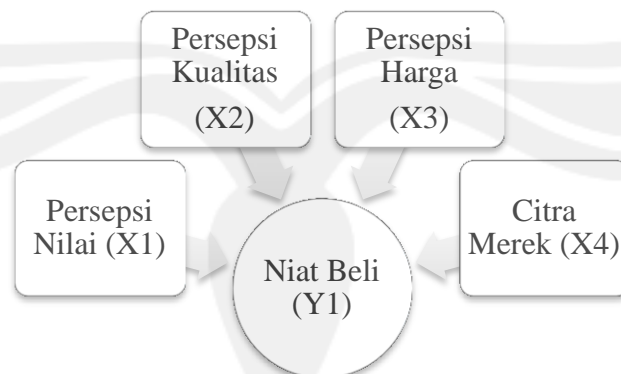 Persepsi
Kualitas
(X2)
Persepsi
Harga
(X3)
Persepsi
Nilai (X1)
Citra
Merek (X4)
Niat Beli
(Y1)